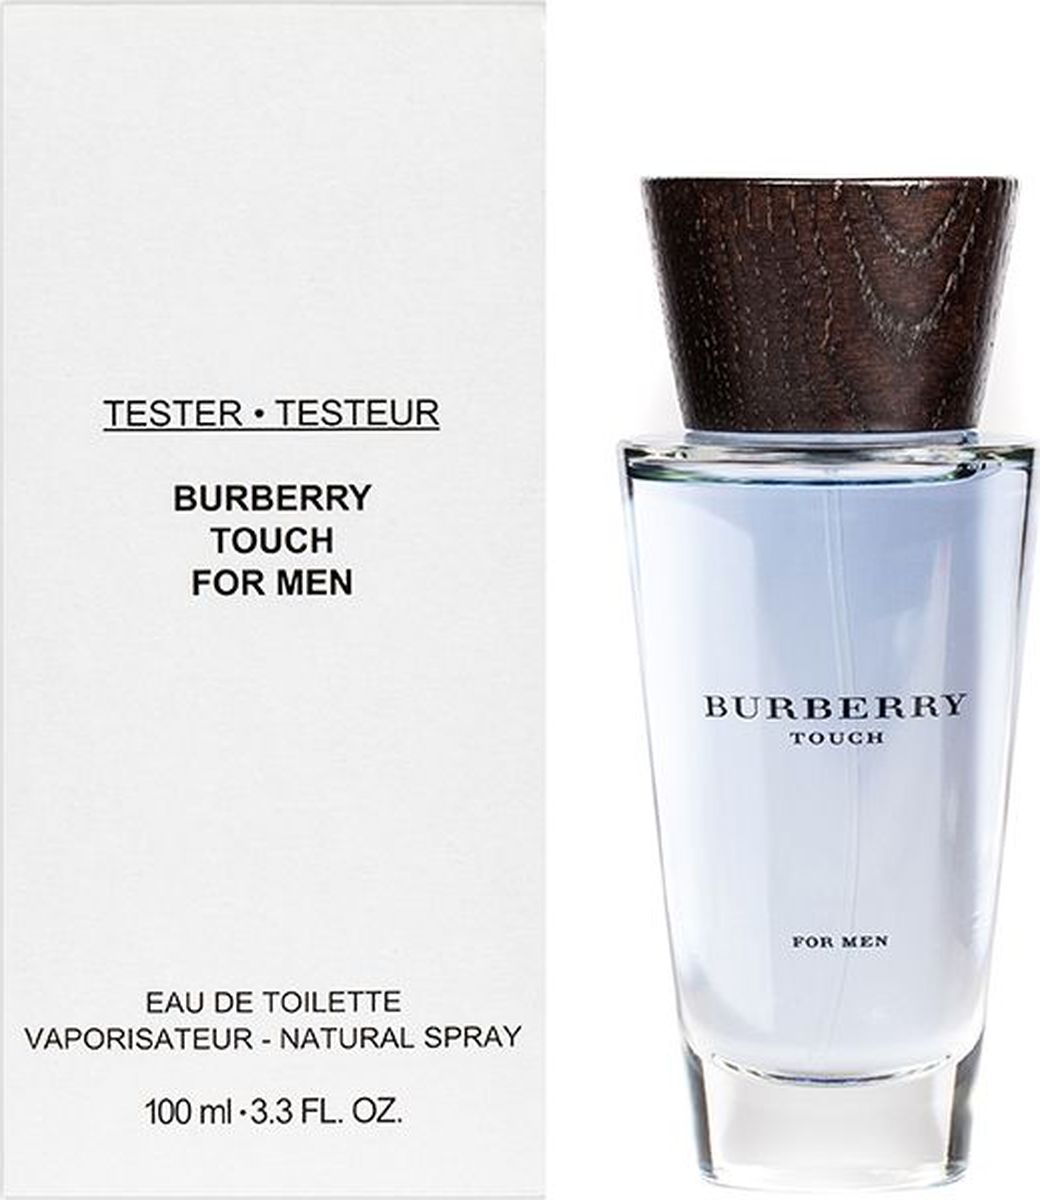 TESTER • TESTEUR
BURBERRY
TOUCH
FOR MEN
EAU DE TOILETTE
VAPORISATEUR - NATURAL SPRAY
100 ml • 3.3 FL. OZ.
BURBERRY
TOUCH
FOR MEN